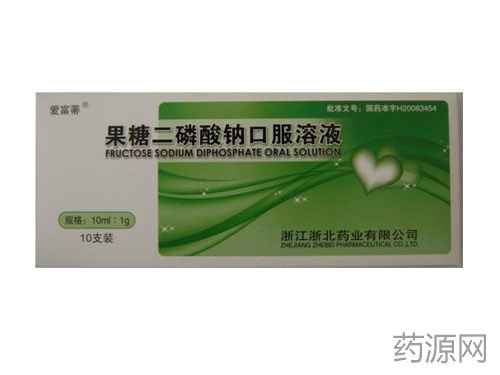 爱富蒂®
批准文号：国药准字H20083454
果糖二磷酸钠口服溶液
FRUCTOSE SODIUM DIPHOSPHATE ORAL SOLUTION
规格：10ml：1g
10支装
浙江浙北药业有限公司
ZHEJIANG ZHEBEI PHARMACEUTICAL CO.,LTD.
药源网